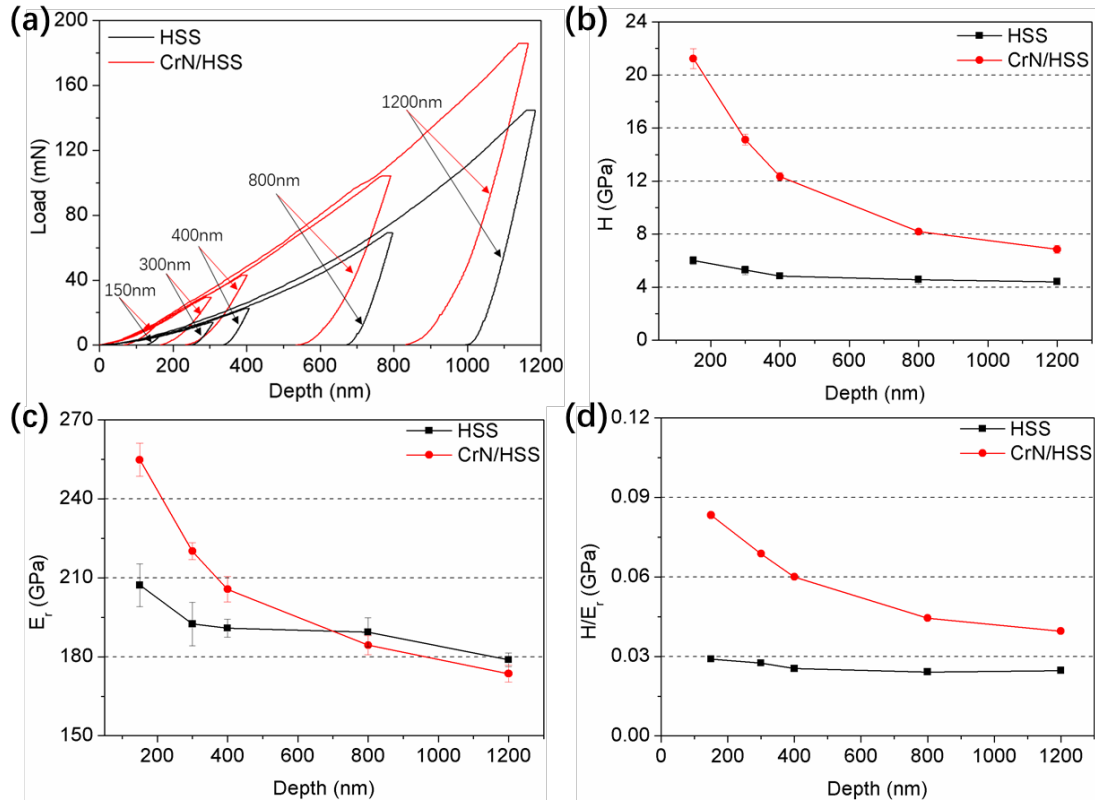 (a)
200
160
120
80
40
0
Load (mN)
HSS
CrN/HSS
1200nm
800nm
400nm
300nm
150nm
0 200 400 600 800 1000 1200
Depth (nm)
(b)
24
20
16
12
8
4
0
H (GPa)
HSS
CrN/HSS
200 400 600 800 1000 1200
Depth (nm)
(c)
270
240
210
180
150
Er (GPa)
HSS
CrN/HSS
200 400 600 800 1000 1200
Depth (nm)
(d)
0.12
0.09
0.06
0.03
0.00
H/Er (GPa)
HSS
CrN/HSS
200 400 600 800 1000 1200
Depth (nm)